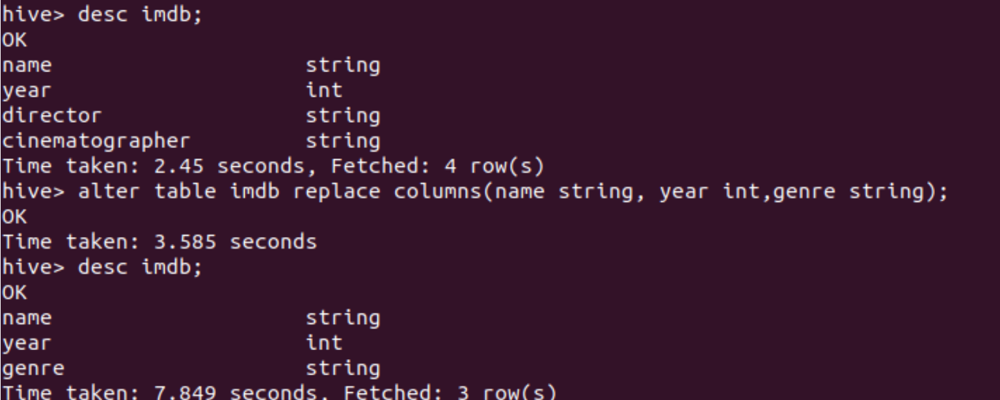 hive> desc imdb;
OK
name                    string
year                    int
director                string
cinematographer         string
Time taken: 2.45 seconds, Fetched: 4 row(s)
hive> alter table imdb replace columns(name string, year int,genre string);
OK
Time taken: 3.585 seconds
hive> desc imdb;
OK
name                    string
year                    int
genre                   string
Time taken: 7.849 seconds, Fetched: 3 row(s)